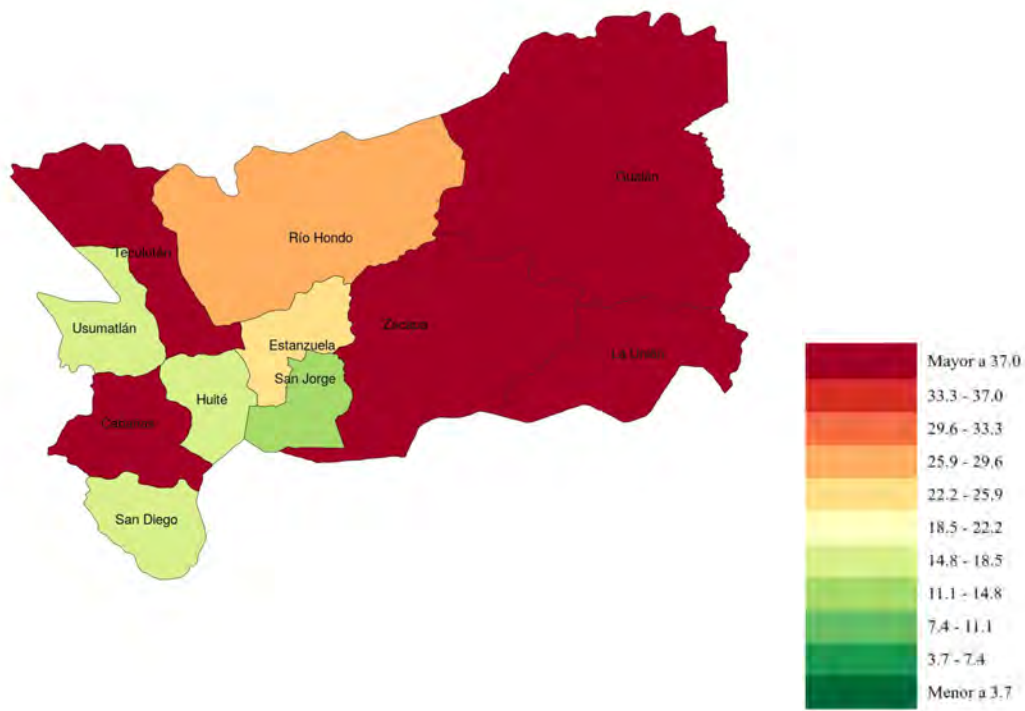 Gualán
Río Hondo
Teculután
Usumatlán
Zacapa
Estanzuela
La Unión
San Jorge
Huité
Cabañas
San Diego
Mayor a 37.0
33.3 - 37.0
29.6 - 33.3
25.9 - 29.6
22.2 - 25.9
18.5 - 22.2
14.8 - 18.5
11.1 - 14.8
7.4 - 11.1
3.7 - 7.4
Menor a 3.7